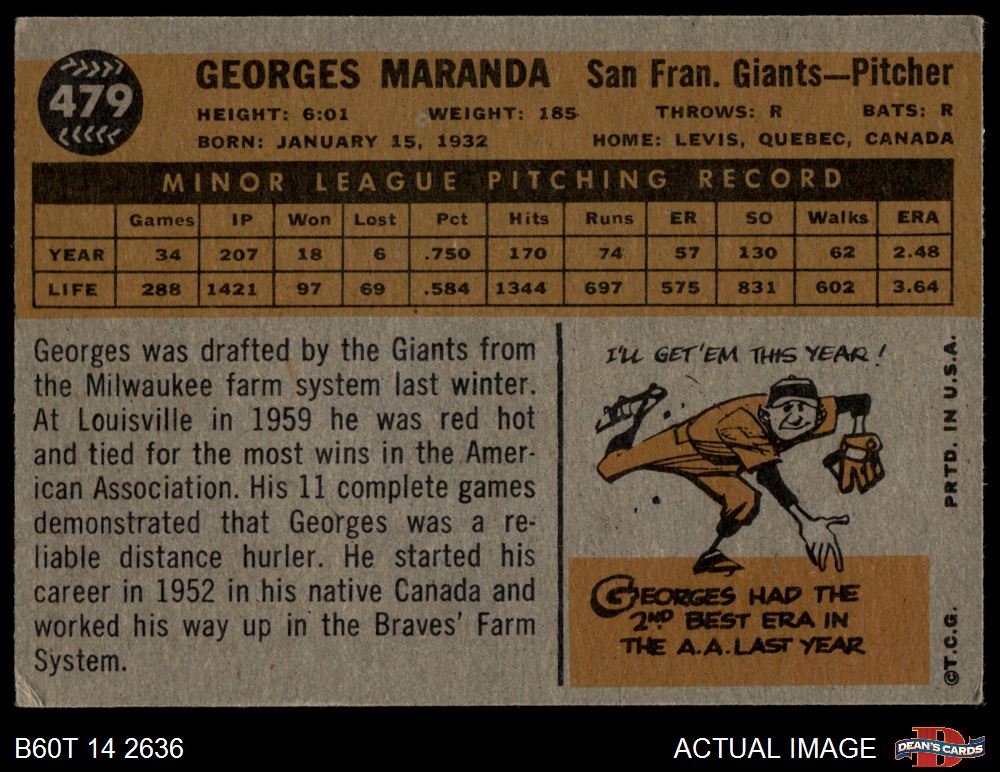 479
GEORGES MARANDA San Fran. Giants—Pitcher
HEIGHT: 6:01 WEIGHT: 185 THROWS: R BATS: R
BORN: JANUARY 15, 1932 HOME: LEVIS, QUEBEC, CANADA
MINOR LEAGUE PITCHING RECORD
Games IP Won Lost Pct Hits Runs ER SO Walks ERA
YEAR 34 207 18 6 .750 170 74 57 130 62 2.48
LIFE 288 1421 97 69 .584 1344 697 575 831 602 3.64
Georges was drafted by the Giants from
the Milwaukee farm system last winter.
At Louisville in 1959 he was red hot
and tied for the most wins in the Amer-
ican Association. His 11 complete games
demonstrated that Georges was a re-
liable distance hurler. He started his
career in 1952 in his native Canada and
worked his way up in the Braves' Farm
System.
I'LL GET 'EM THIS YEAR!
GEORGES HAD THE
2ND BEST ERA IN
THE A.A. LAST YEAR
©T.C.G. PRTD. IN U.S.A.
B60T 14 2636 ACTUAL IMAGE
D
DEAN'S CARDS